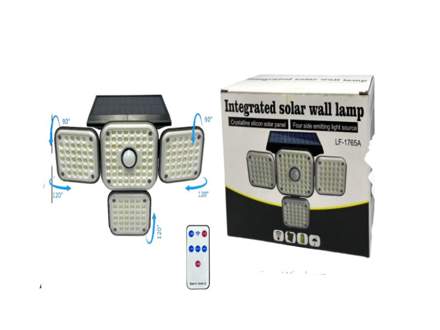 90°
90°
120°
120°
120°
Integrated solar wall lamp
Crystalline silicon solar panel
Four side emitting light source
LF-1765A